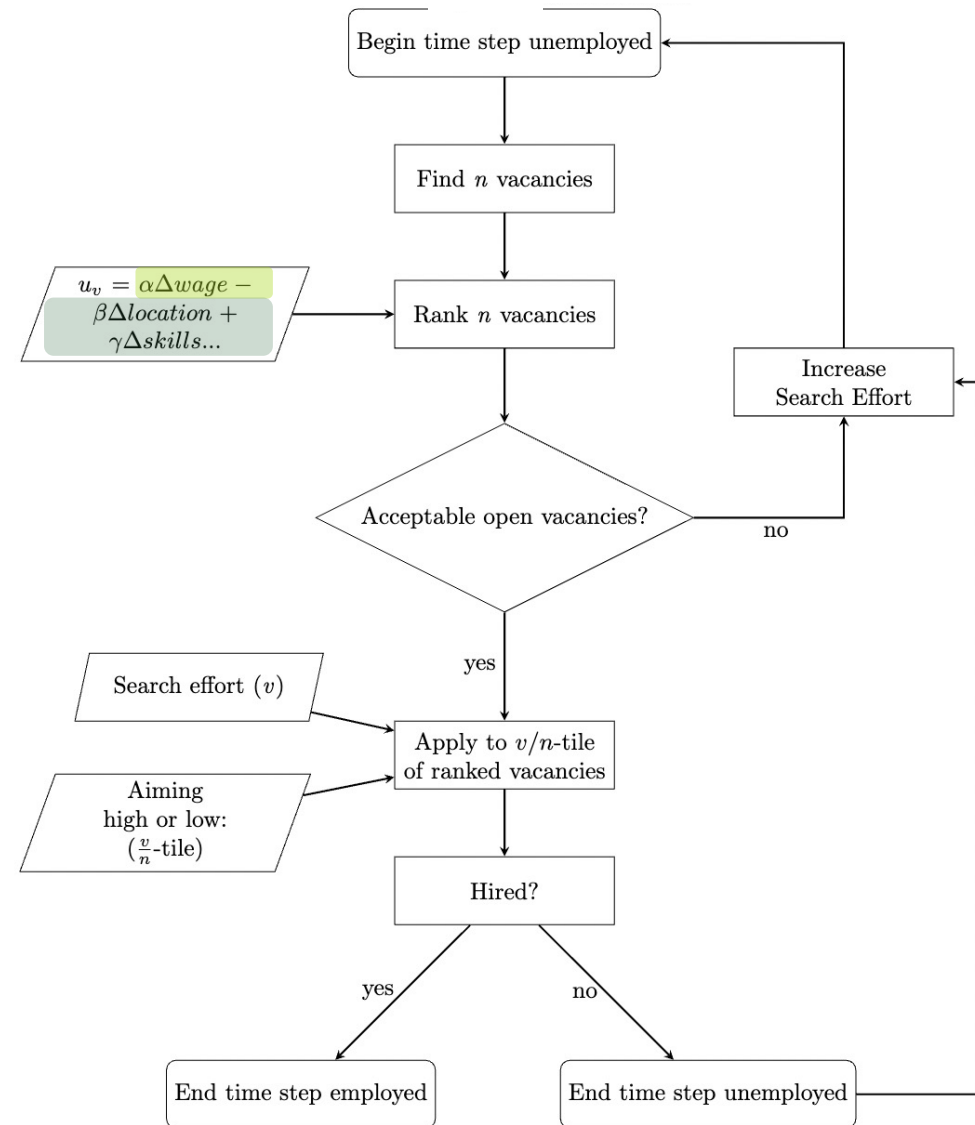 Begin time step unemployed
Find n vacancies
u_v = αΔwage −
βΔlocation +
γΔskills...
Rank n vacancies
Increase
Search Effort
Acceptable open vacancies?
no
yes
Search effort (v)
Apply to v/n-tile
of ranked vacancies
Aiming
high or low:
(v/n-tile)
Hired?
yes
no
End time step employed
End time step unemployed